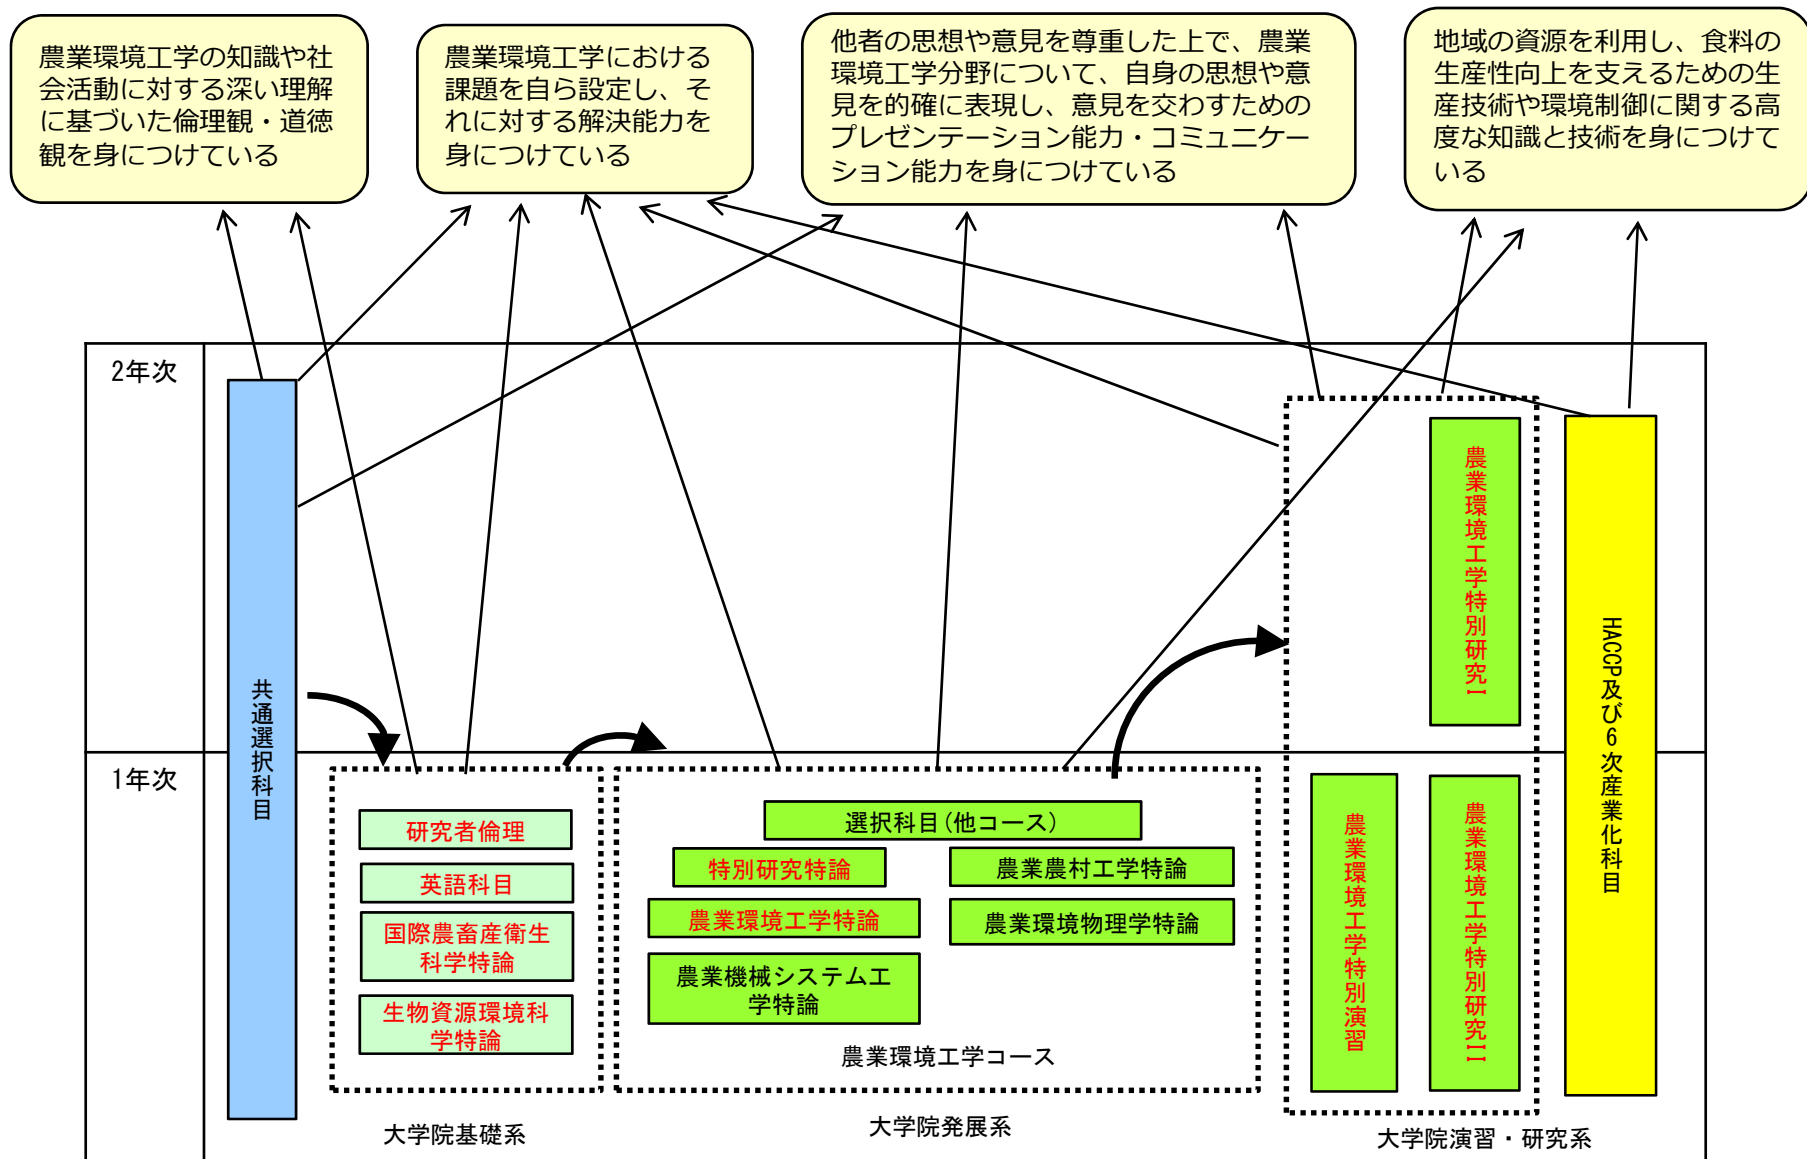 農業環境工学の知識や社
会活動に対する深い理解
に基づいた倫理観・道徳
観を身につけている
農業環境工学における
課題を自ら設定し、そ
れに対する解決能力を
身につけている
他者の思想や意見を尊重した上で、農業
環境工学分野について、自身の思想や意
見を的確に表現し、意見を交わすための
プレゼンテーション能力・コミュニケー
ション能力を身につけている
地域の資源を利用し、食料の
生産性向上を支えるための生
産技術や環境制御に関する高
度な知識と技術を身につけて
いる
2年次
1年次
共通選択科目
研究者倫理
英語科目
国際農畜産衛生
科学特論
生物資源環境科
学特論
大学院基礎系
選択科目(他コース)
特別研究特論
農業農村工学特論
農業環境工学特論
農業環境物理学特論
農業機械システム工
学特論
農業環境工学コース
大学院発展系
農業環境工学特別研究I
農業環境工学特別演習
農業環境工学特別研究II
大学院演習・研究系
HACCP及び6次産業化科目